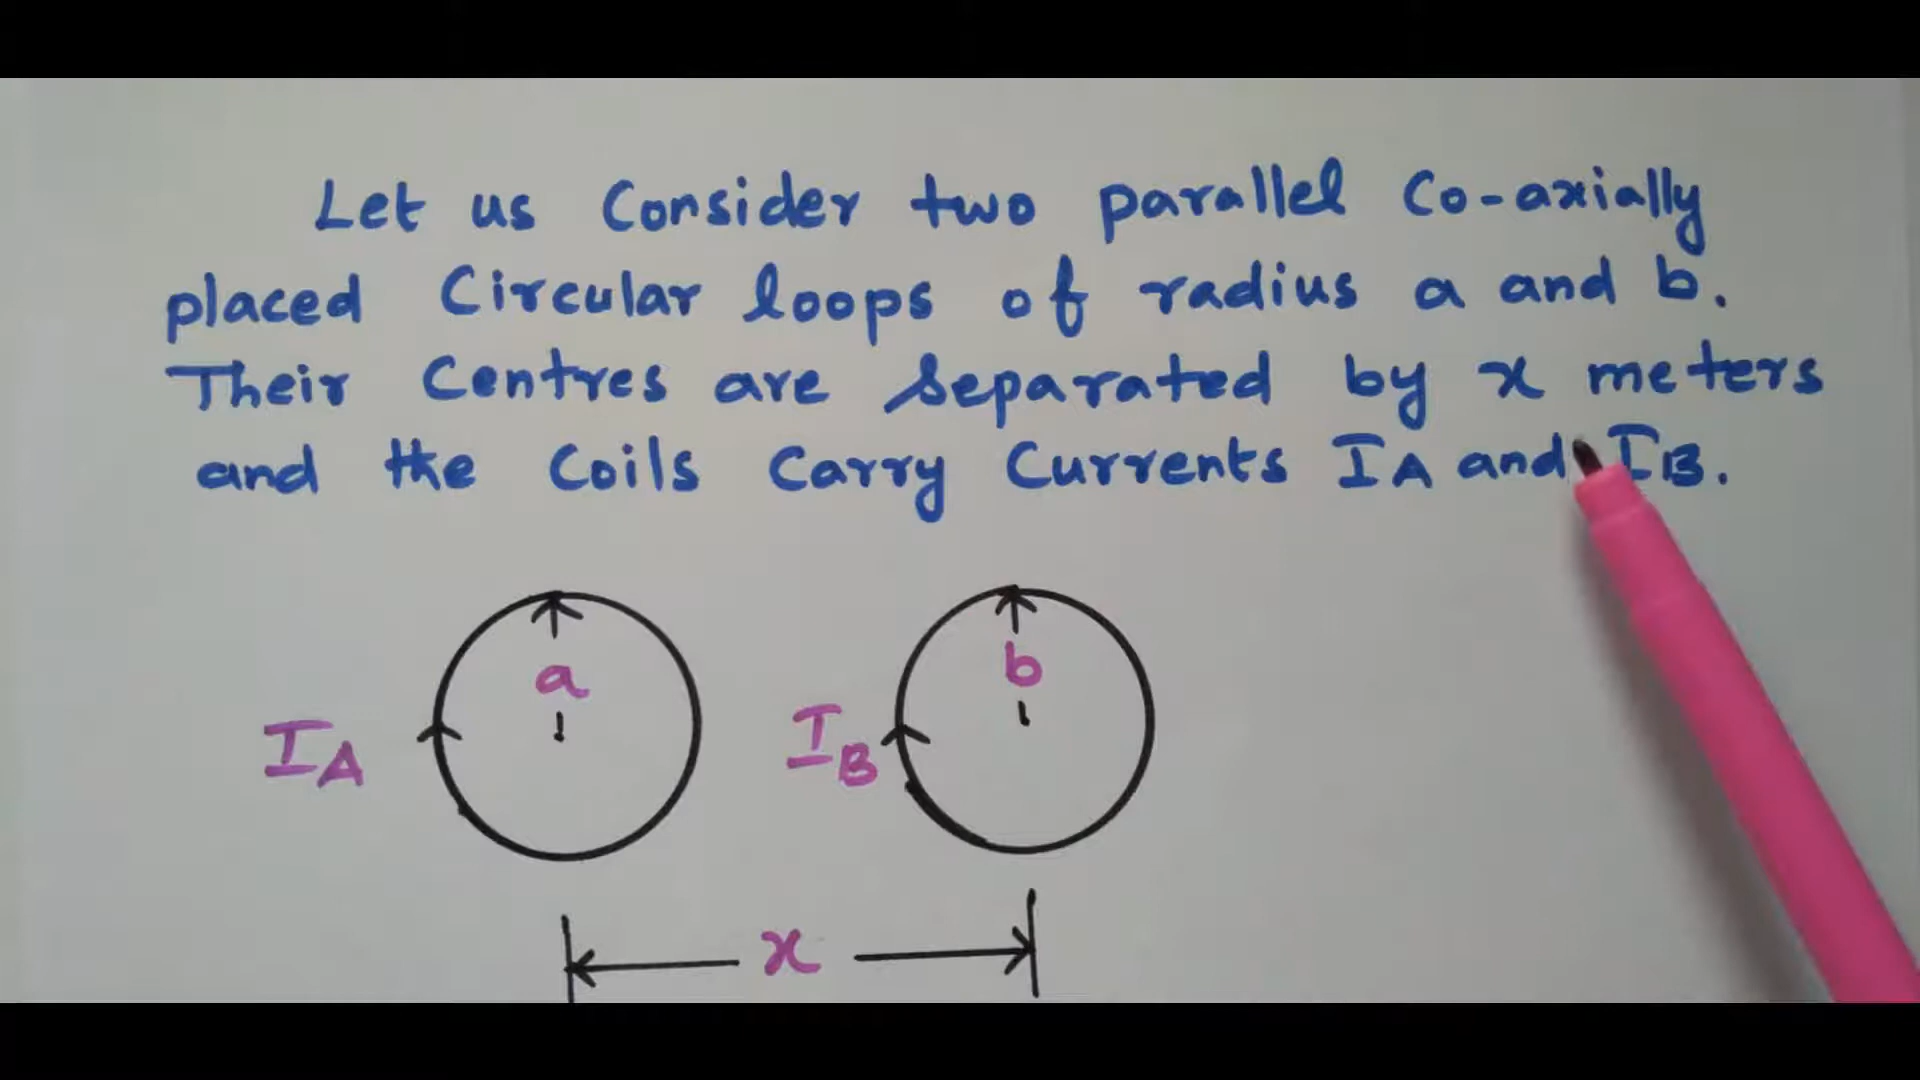 Let us Consider two parallel Co-axially
placed Circular loops of radius a and b.
Their Centres are separated by x meters
and the Coils Carry Currents IA and IB.
a
b
IA
IB
x